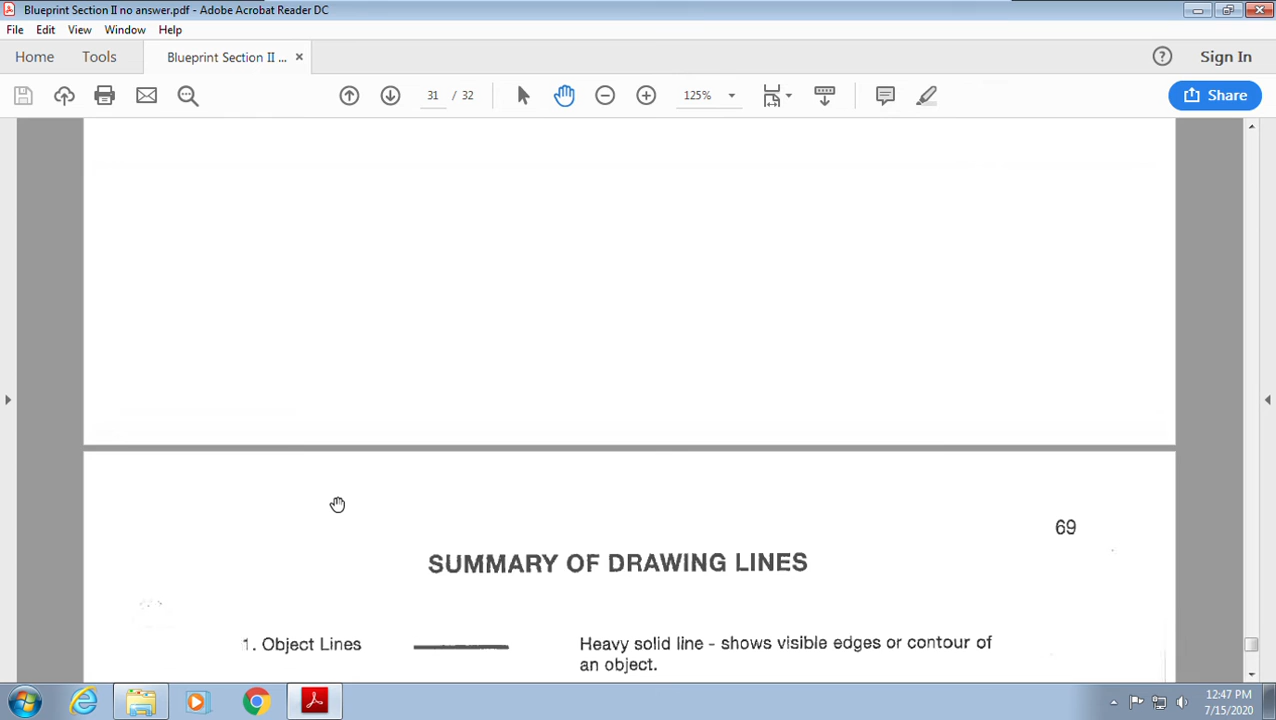 Blueprint Section II no answer.pdf - Adobe Acrobat Reader DC
File Edit View Window Help
Home Tools Blueprint Section II ... × ? Sign In
31 / 32 125% Share
69
SUMMARY OF DRAWING LINES
1. Object Lines Heavy solid line - shows visible edges or contour of
an object.
12:47 PM
7/15/2020